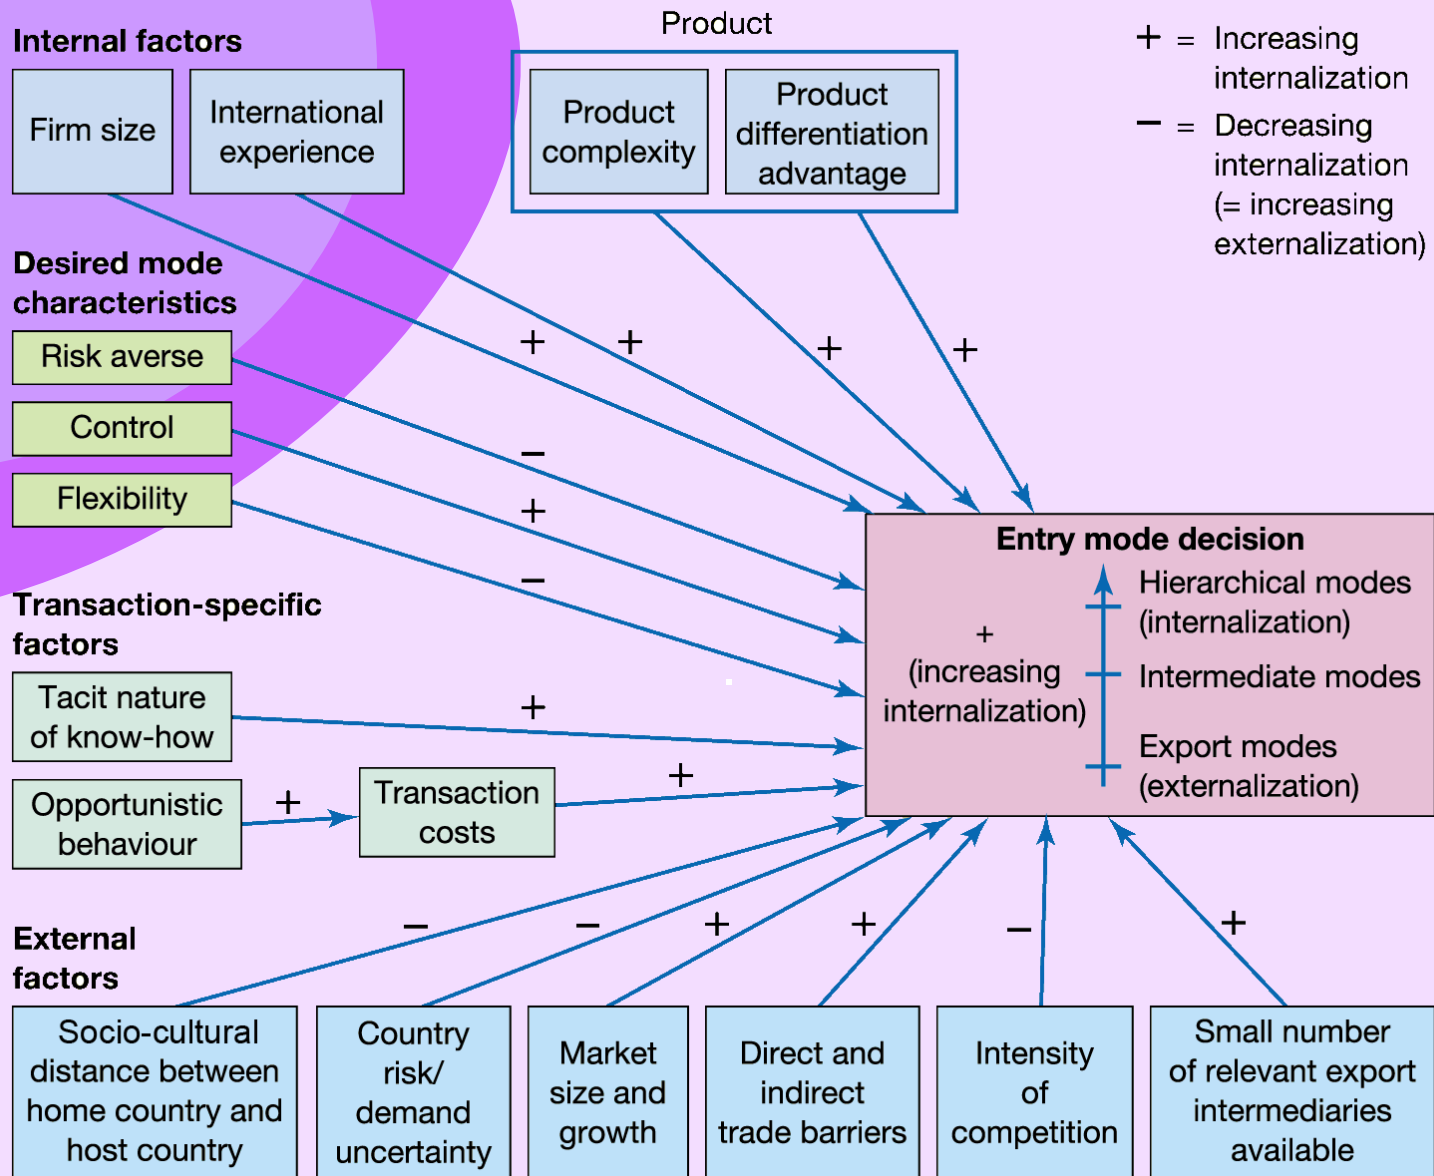 Product
Internal factors
Firm size
International
experience
Product
complexity
Product
differentiation
advantage
+ = Increasing
internalization
− = Decreasing
internalization
(= increasing
externalization)
Desired mode
characteristics
Risk averse
Control
Flexibility
+
+
+
+
−
+
−
Transaction-specific
factors
Tacit nature
of know-how
+
Opportunistic
behaviour
+
Transaction
costs
+
Entry mode decision
+
(increasing
internalization)
Hierarchical modes
(internalization)
Intermediate modes
Export modes
(externalization)
External
factors
−
−
+
+
−
+
Socio-cultural
distance between
home country and
host country
Country
risk/
demand
uncertainty
Market
size and
growth
Direct and
indirect
trade barriers
Intensity
of
competition
Small number
of relevant export
intermediaries
available